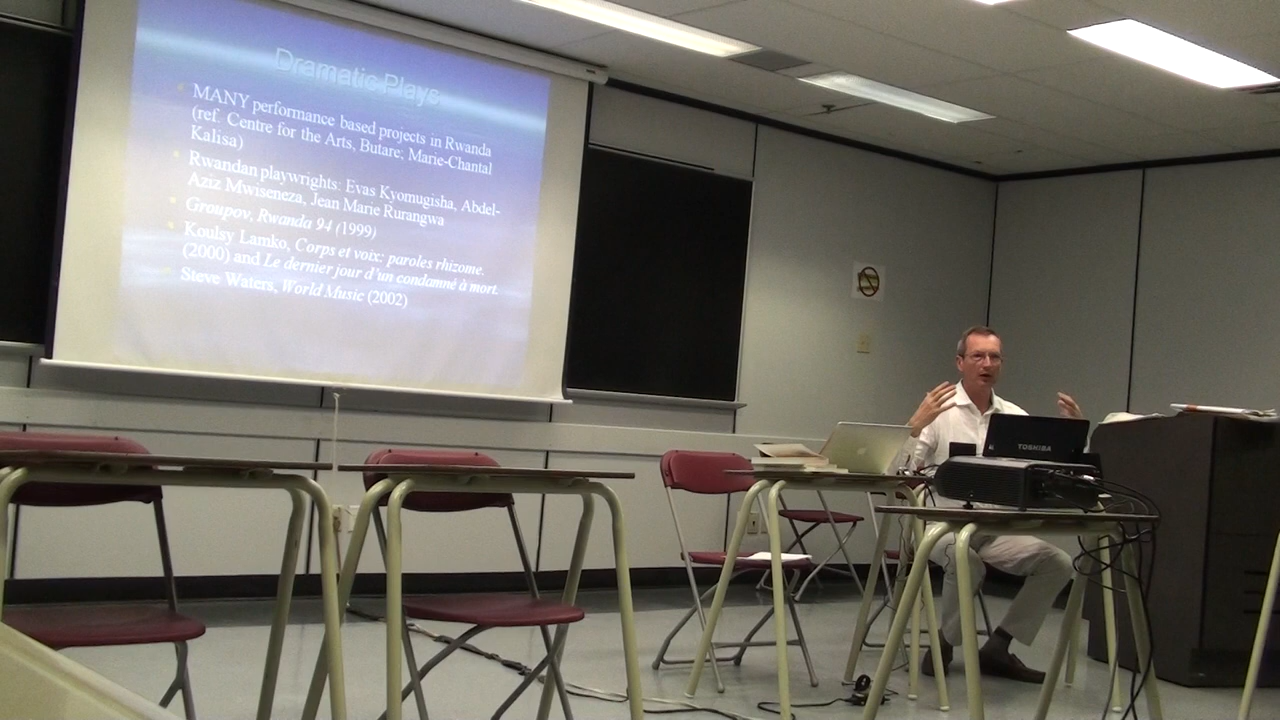 Dramatic Plays
MANY performance based projects in Rwanda
(ref. Centre for the Arts, Butare; Marie-Chantal
Kalisa)
Rwandan playwrights: Evas Kyomugisha, Abdel-
Aziz Mwiseneza, Jean Marie Rurangwa
Groupov, Rwanda 94 (1999)
Koulsy Lamko, Corps et voix: paroles rhizome.
(2000) and Le dernier jour d'un condamné à mort.
Steve Waters, World Music (2002)
TOSHIBA